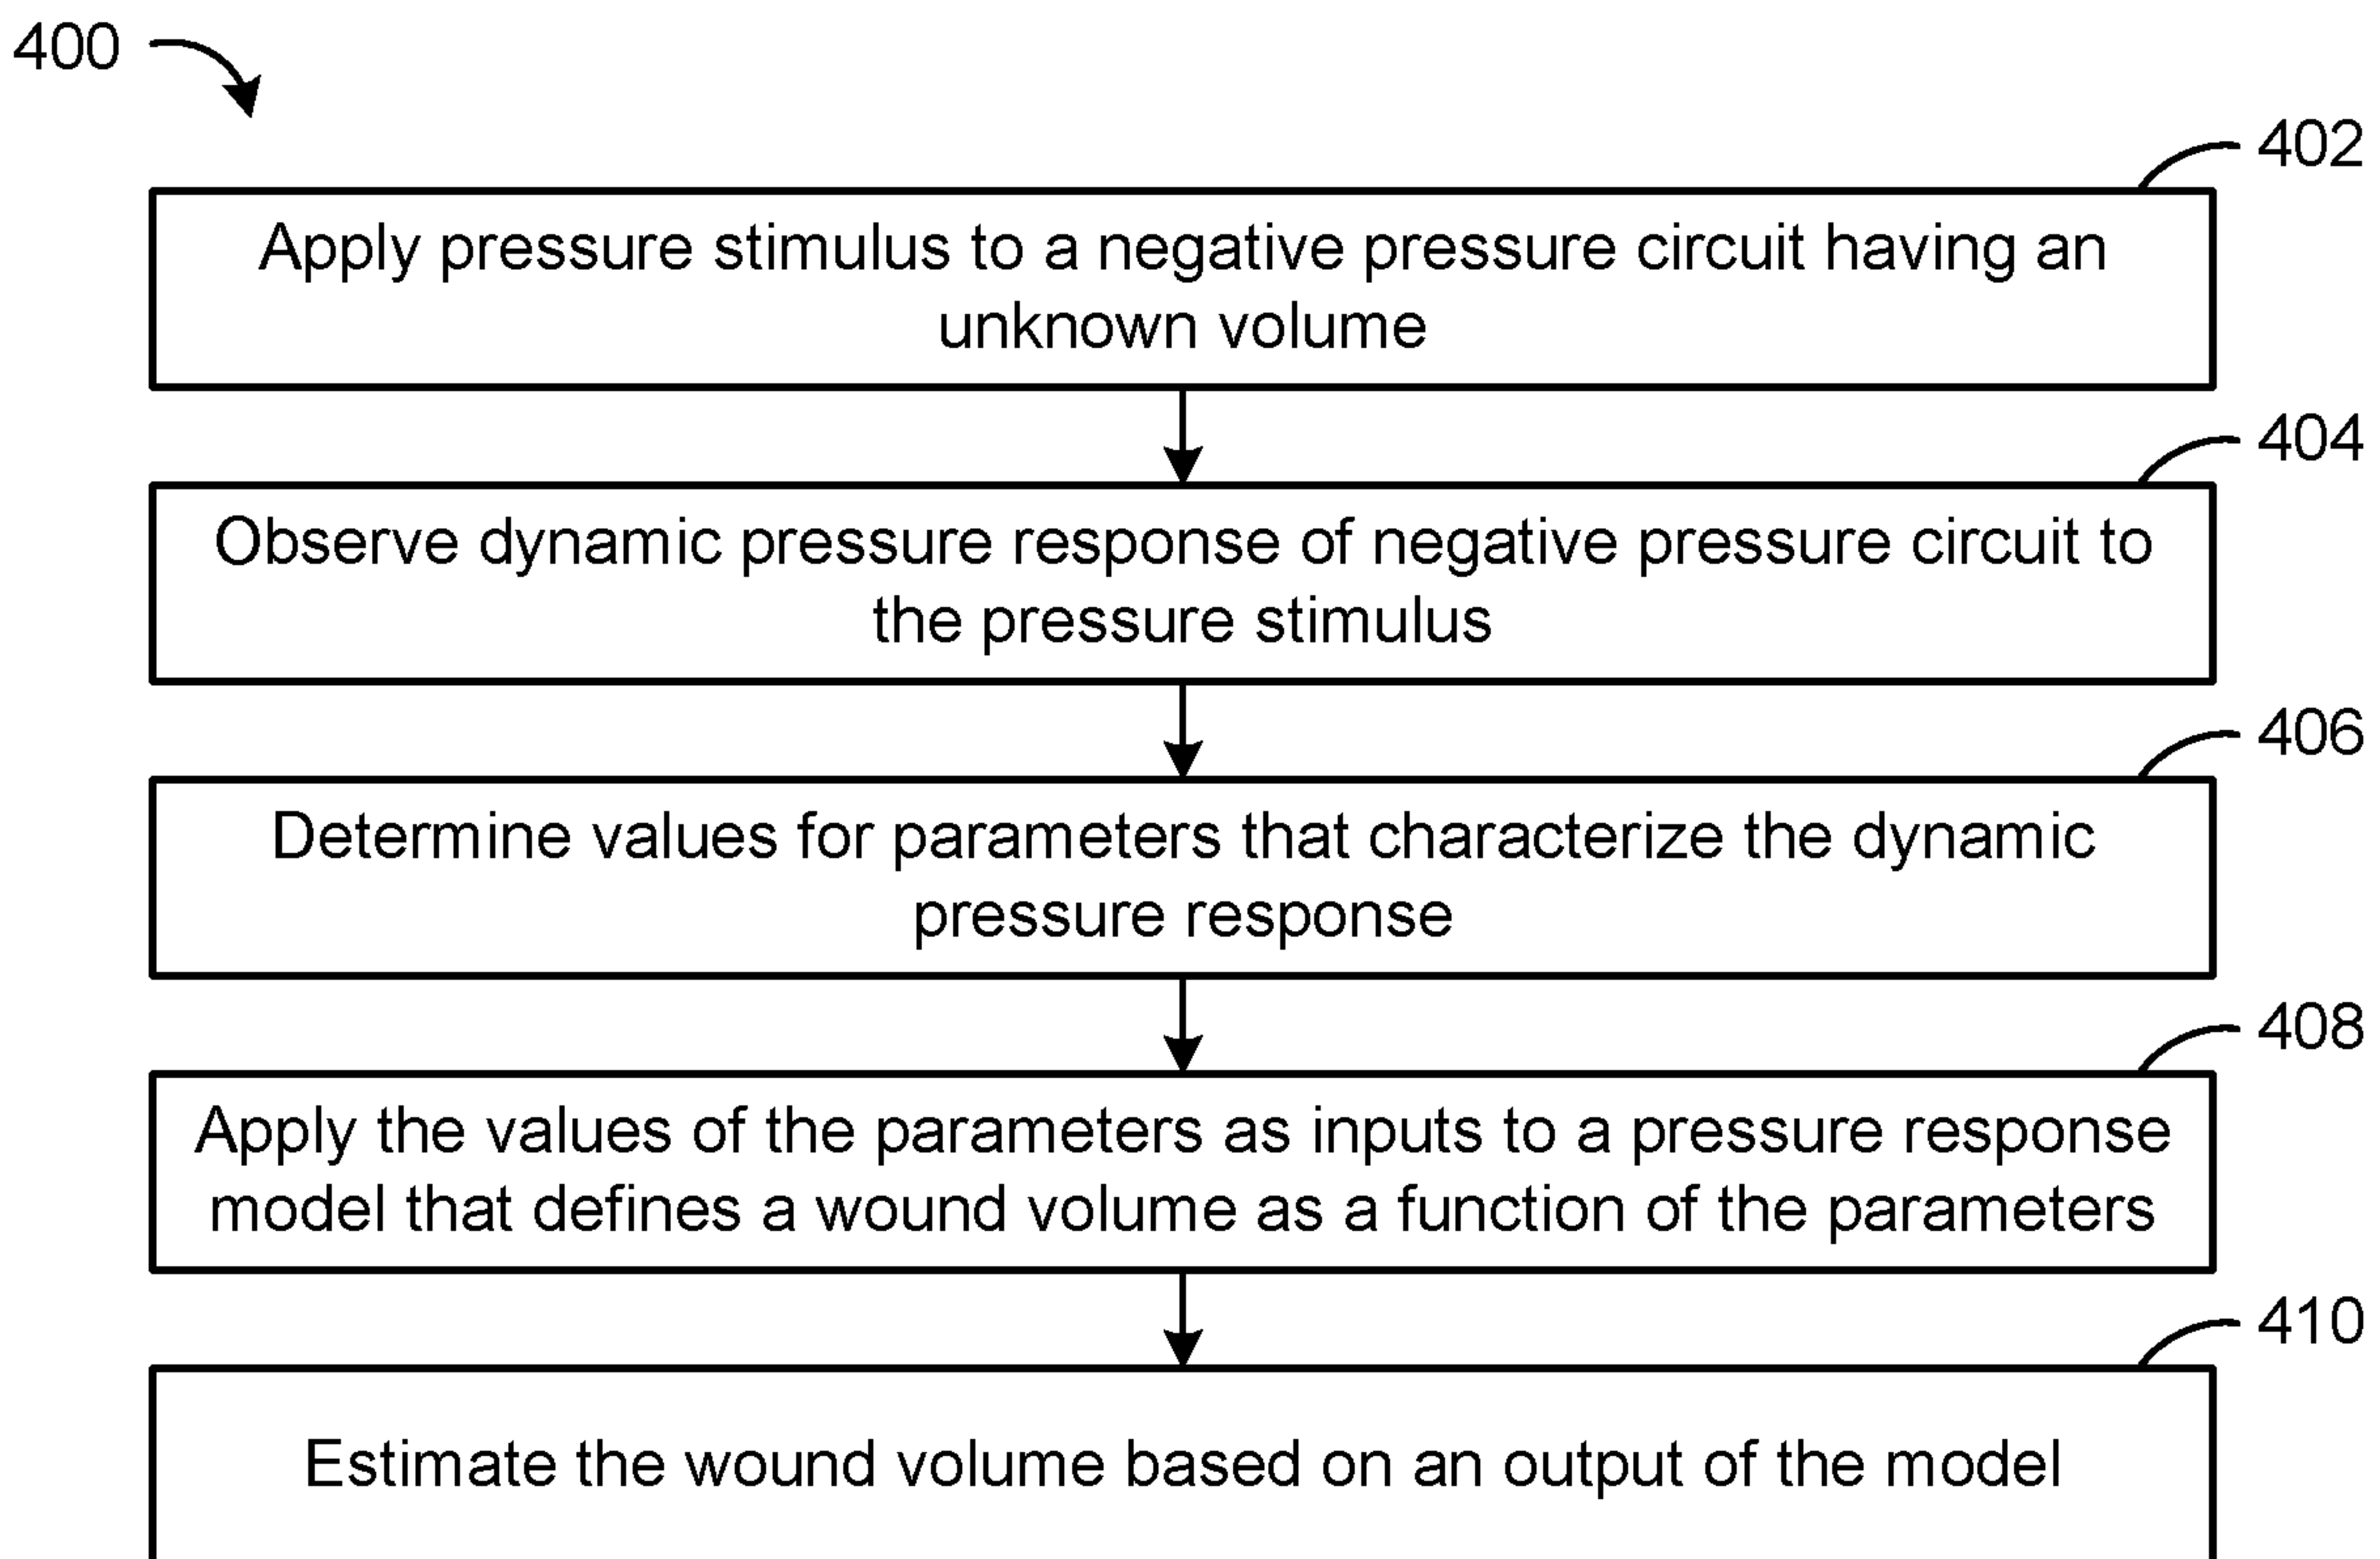 400
402
Apply pressure stimulus to a negative pressure circuit having an
unknown volume
404
Observe dynamic pressure response of negative pressure circuit to
the pressure stimulus
406
Determine values for parameters that characterize the dynamic
pressure response
408
Apply the values of the parameters as inputs to a pressure response
model that defines a wound volume as a function of the parameters
410
Estimate the wound volume based on an output of the model